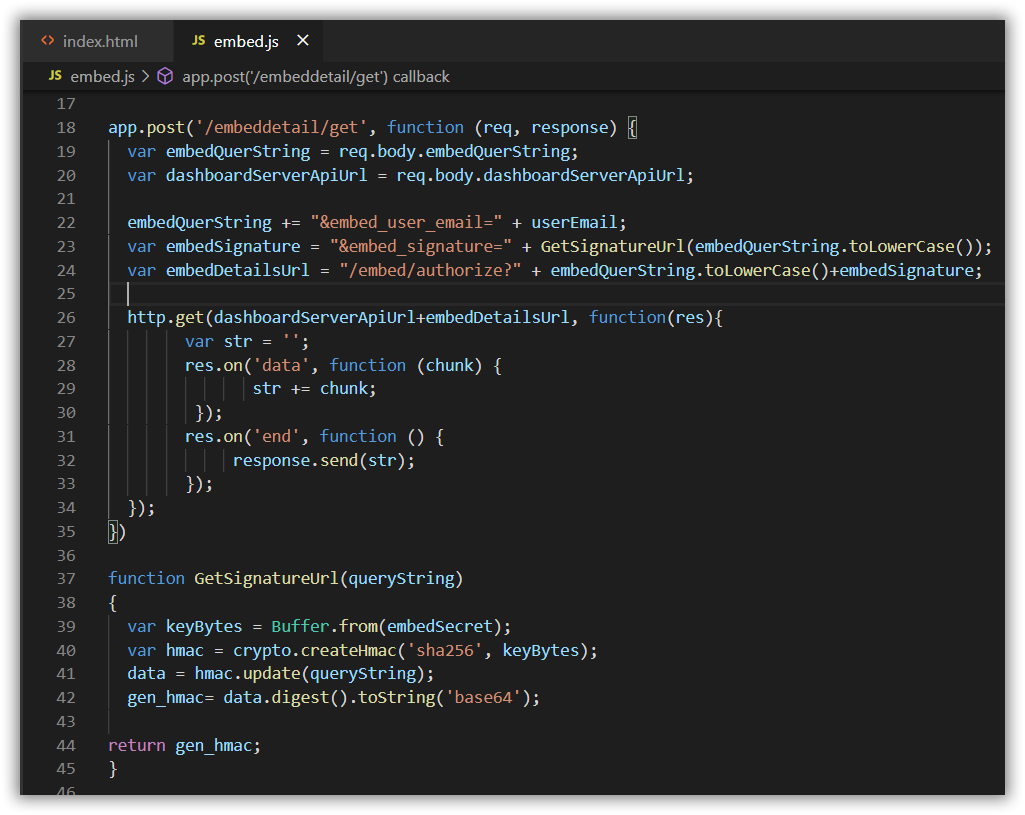 <> index.html JS embed.js ×
JS embed.js > app.post('/embeddetail/get') callback
17
18 app.post('/embeddetail/get', function (req, response) {
19 var embedQuerString = req.body.embedQuerString;
20 var dashboardServerApiUrl = req.body.dashboardServerApiUrl;
21
22 embedQuerString += "&embed_user_email=" + userEmail;
23 var embedSignature = "&embed_signature=" + GetSignatureUrl(embedQuerString.toLowerCase());
24 var embedDetailsUrl = "/embed/authorize?" + embedQuerString.toLowerCase()+embedSignature;
25
26 http.get(dashboardServerApiUrl+embedDetailsUrl, function(res){
27 var str = '';
28 res.on('data', function (chunk) {
29 str += chunk;
30 });
31 res.on('end', function () {
32 response.send(str);
33 });
34 });
35 })
36
37 function GetSignatureUrl(queryString)
38 {
39 var keyBytes = Buffer.from(embedSecret);
40 var hmac = crypto.createHmac('sha256', keyBytes);
41 data = hmac.update(queryString);
42 gen_hmac= data.digest().toString('base64');
43
44 return gen_hmac;
45 }
46